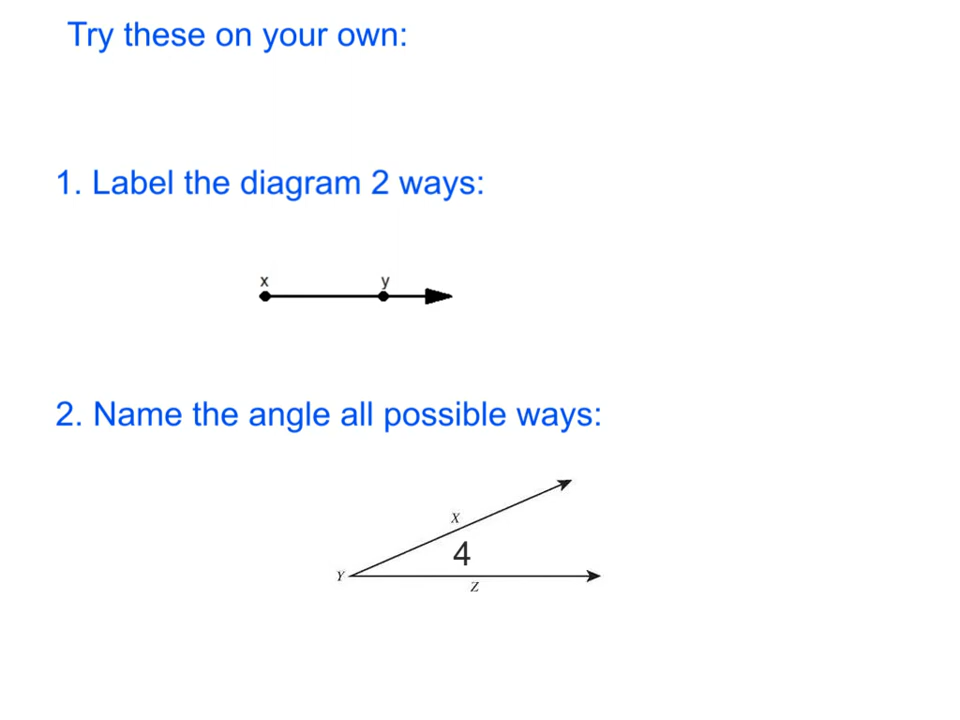 Try these on your own:
1. Label the diagram 2 ways:
x y
2. Name the angle all possible ways:
X
4
Y
Z